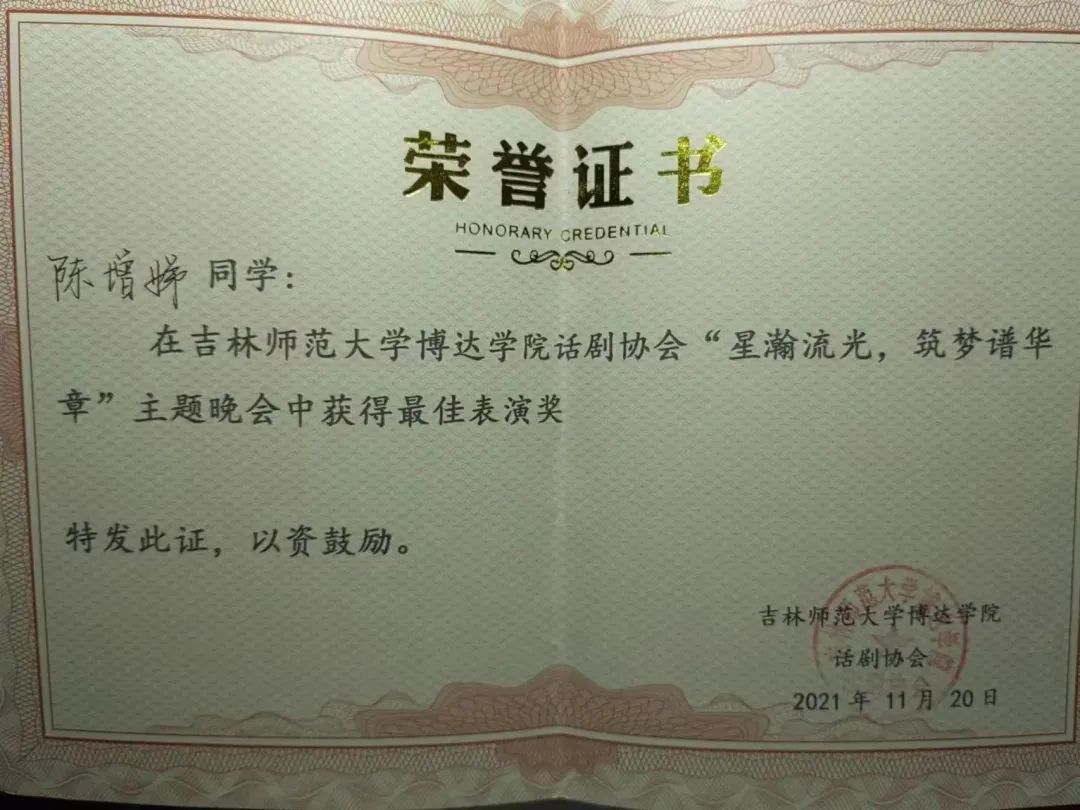 荣誉证书
HONORARY CREDENTIAL
陈增娣 同学:
在吉林师范大学博达学院话剧协会“星瀚流光，筑梦谱华
章”主题晚会中获得最佳表演奖
特发此证，以资鼓励。
吉林师范大学博达学院
话剧协会
2021 年 11 月 20 日